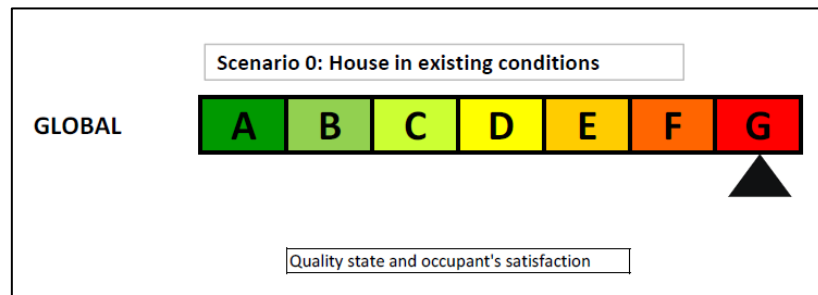 Scenario 0: House in existing conditions
GLOBAL A B C D E F G
Quality state and occupant's satisfaction